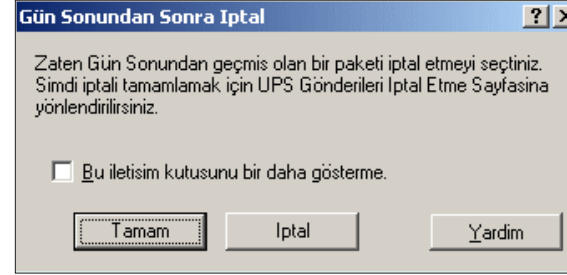 Gün Sonundan Sonra Iptal
Zaten Gün Sonundan geçmis olan bir paketi iptal etmeyi seçtiniz.
Simdi iptali tamamlamak için UPS Gönderileri Iptal Etme Sayfasina
yönlendirilirsiniz.
Bu iletisim kutusunu bir daha gösterme.
Tamam Iptal Yardim